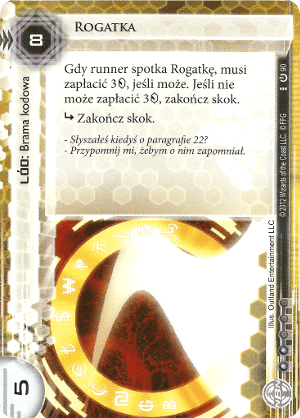 Rogatka
8
LÓD: Brama kodowa
Gdy runner spotka Rogatkę, musi
zapłacić 3, jeśli może. Jeśli nie
może zapłacić 3, zakończ skok.
Zakończ skok.
- Słyszałeś kiedyś o paragrafie 22?
- Przypomnij mi, żebym o nim zapomniał.
90
© 2012 Wizards of the Coast LLC. © FFG
Illus. Outland Entertainment LLC
5